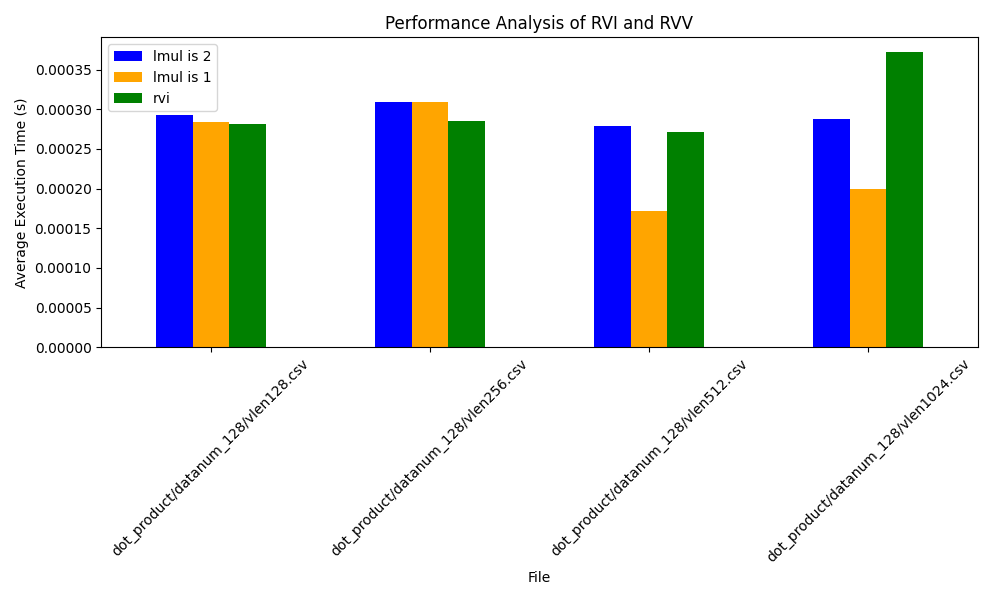 Performance Analysis of RVI and RVV
lmul is 2
lmul is 1
rvi
Average Execution Time (s)
0.00035
0.00030
0.00025
0.00020
0.00015
0.00010
0.00005
0.00000
dot_product/datanum_128/vlen128.csv
dot_product/datanum_128/vlen256.csv
dot_product/datanum_128/vlen512.csv
dot_product/datanum_128/vlen1024.csv
File